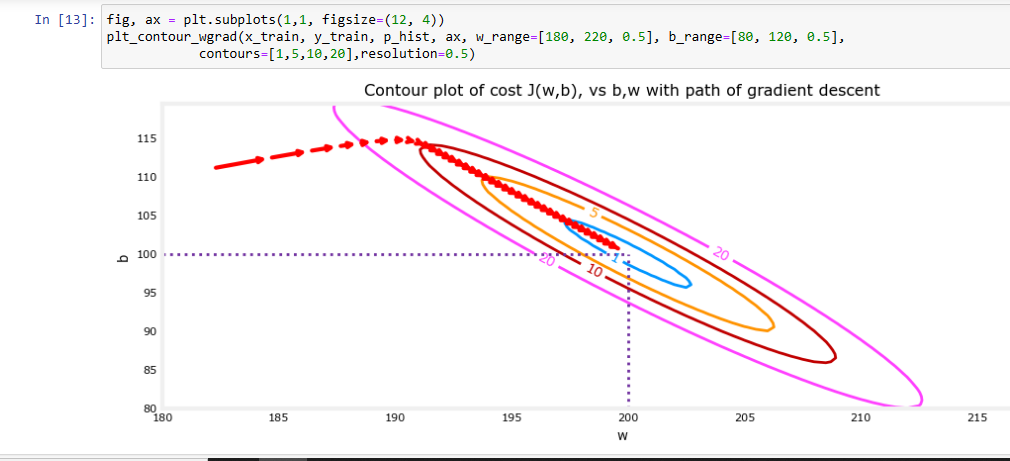 In [13]: fig, ax = plt.subplots(1,1, figsize=(12, 4))
plt_contour_wgrad(x_train, y_train, p_hist, ax, w_range=[180, 220, 0.5], b_range=[80, 120, 0.5],
contours=[1,5,10,20],resolution=0.5)
Contour plot of cost J(w,b), vs b,w with path of gradient descent
115
110
105
100
95
90
85
80
b
5
20
1
20
10
180 185 190 195 200 205 210 215
w